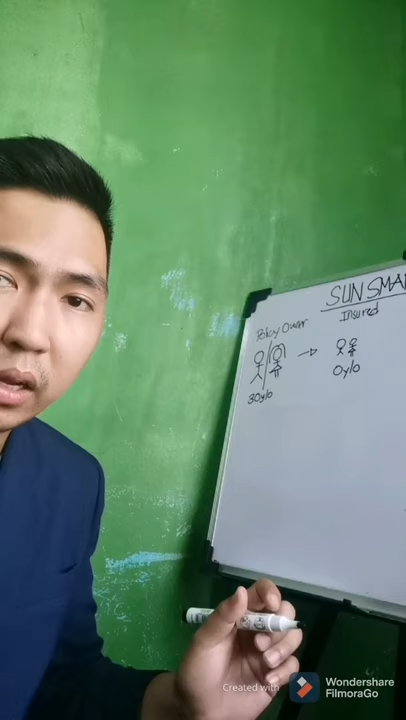 SUN SMA
Insured
Policy Owner
30y/o
0y/o
Created with
Wondershare
FilmoraGo